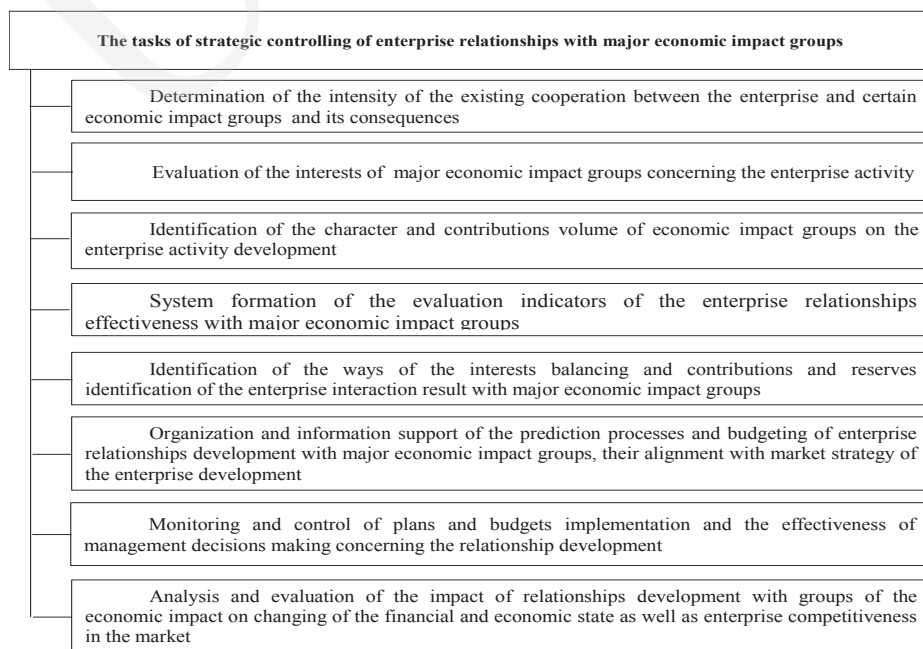 The tasks of strategic controlling of enterprise relationships with major economic impact groups
Determination of the intensity of the existing cooperation between the enterprise and certain
economic impact groups and its consequences
Evaluation of the interests of major economic impact groups concerning the enterprise activity
Identification of the character and contributions volume of economic impact groups on the
enterprise activity development
System formation of the evaluation indicators of the enterprise relationships
effectiveness with major economic impact groups
Identification of the ways of the interests balancing and contributions and reserves
identification of the enterprise interaction result with major economic impact groups
Organization and information support of the prediction processes and budgeting of enterprise
relationships development with major economic impact groups, their alignment with market strategy of
the enterprise development
Monitoring and control of plans and budgets implementation and the effectiveness of
management decisions making concerning the relationship development
Analysis and evaluation of the impact of relationships development with groups of the
economic impact on changing of the financial and economic state as well as enterprise competitiveness
in the market